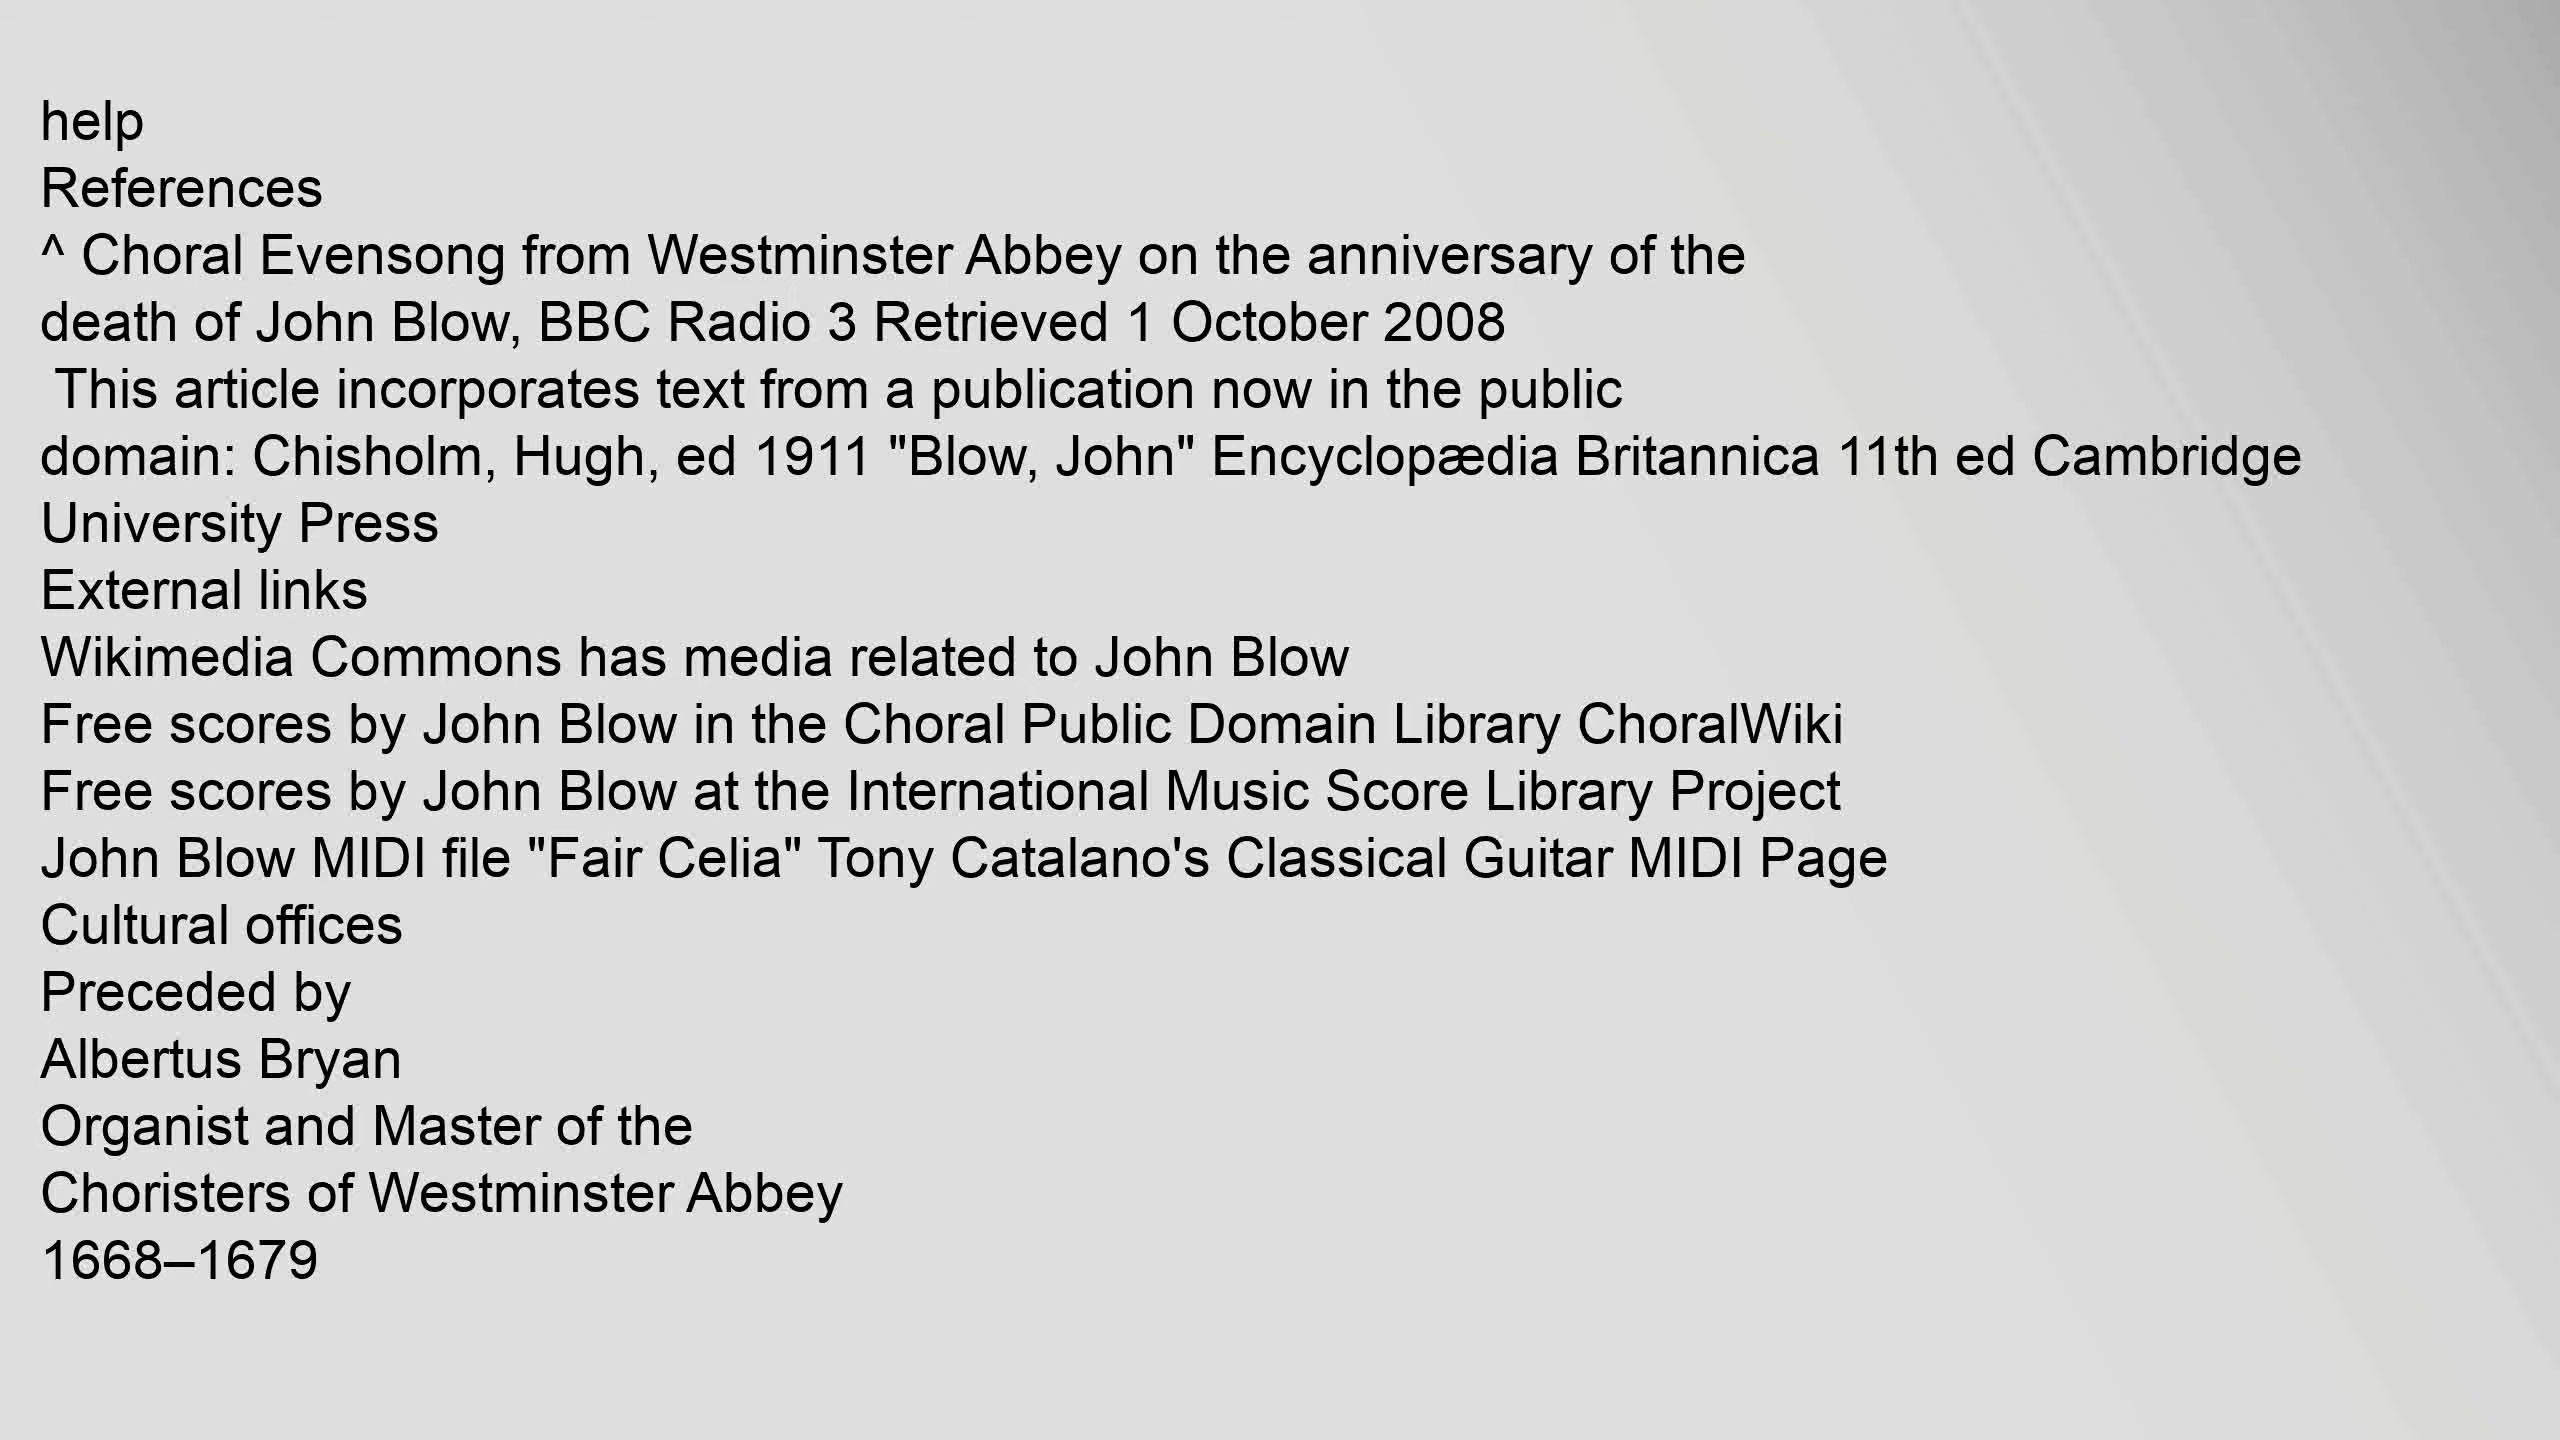 help
References
^ Choral Evensong from Westminster Abbey on the anniversary of the
death of John Blow, BBC Radio 3 Retrieved 1 October 2008
This article incorporates text from a publication now in the public
domain: Chisholm, Hugh, ed 1911 "Blow, John" Encyclopædia Britannica 11th ed Cambridge
University Press
External links
Wikimedia Commons has media related to John Blow
Free scores by John Blow in the Choral Public Domain Library ChoralWiki
Free scores by John Blow at the International Music Score Library Project
John Blow MIDI file "Fair Celia" Tony Catalano's Classical Guitar MIDI Page
Cultural offices
Preceded by
Albertus Bryan
Organist and Master of the
Choristers of Westminster Abbey
1668–1679